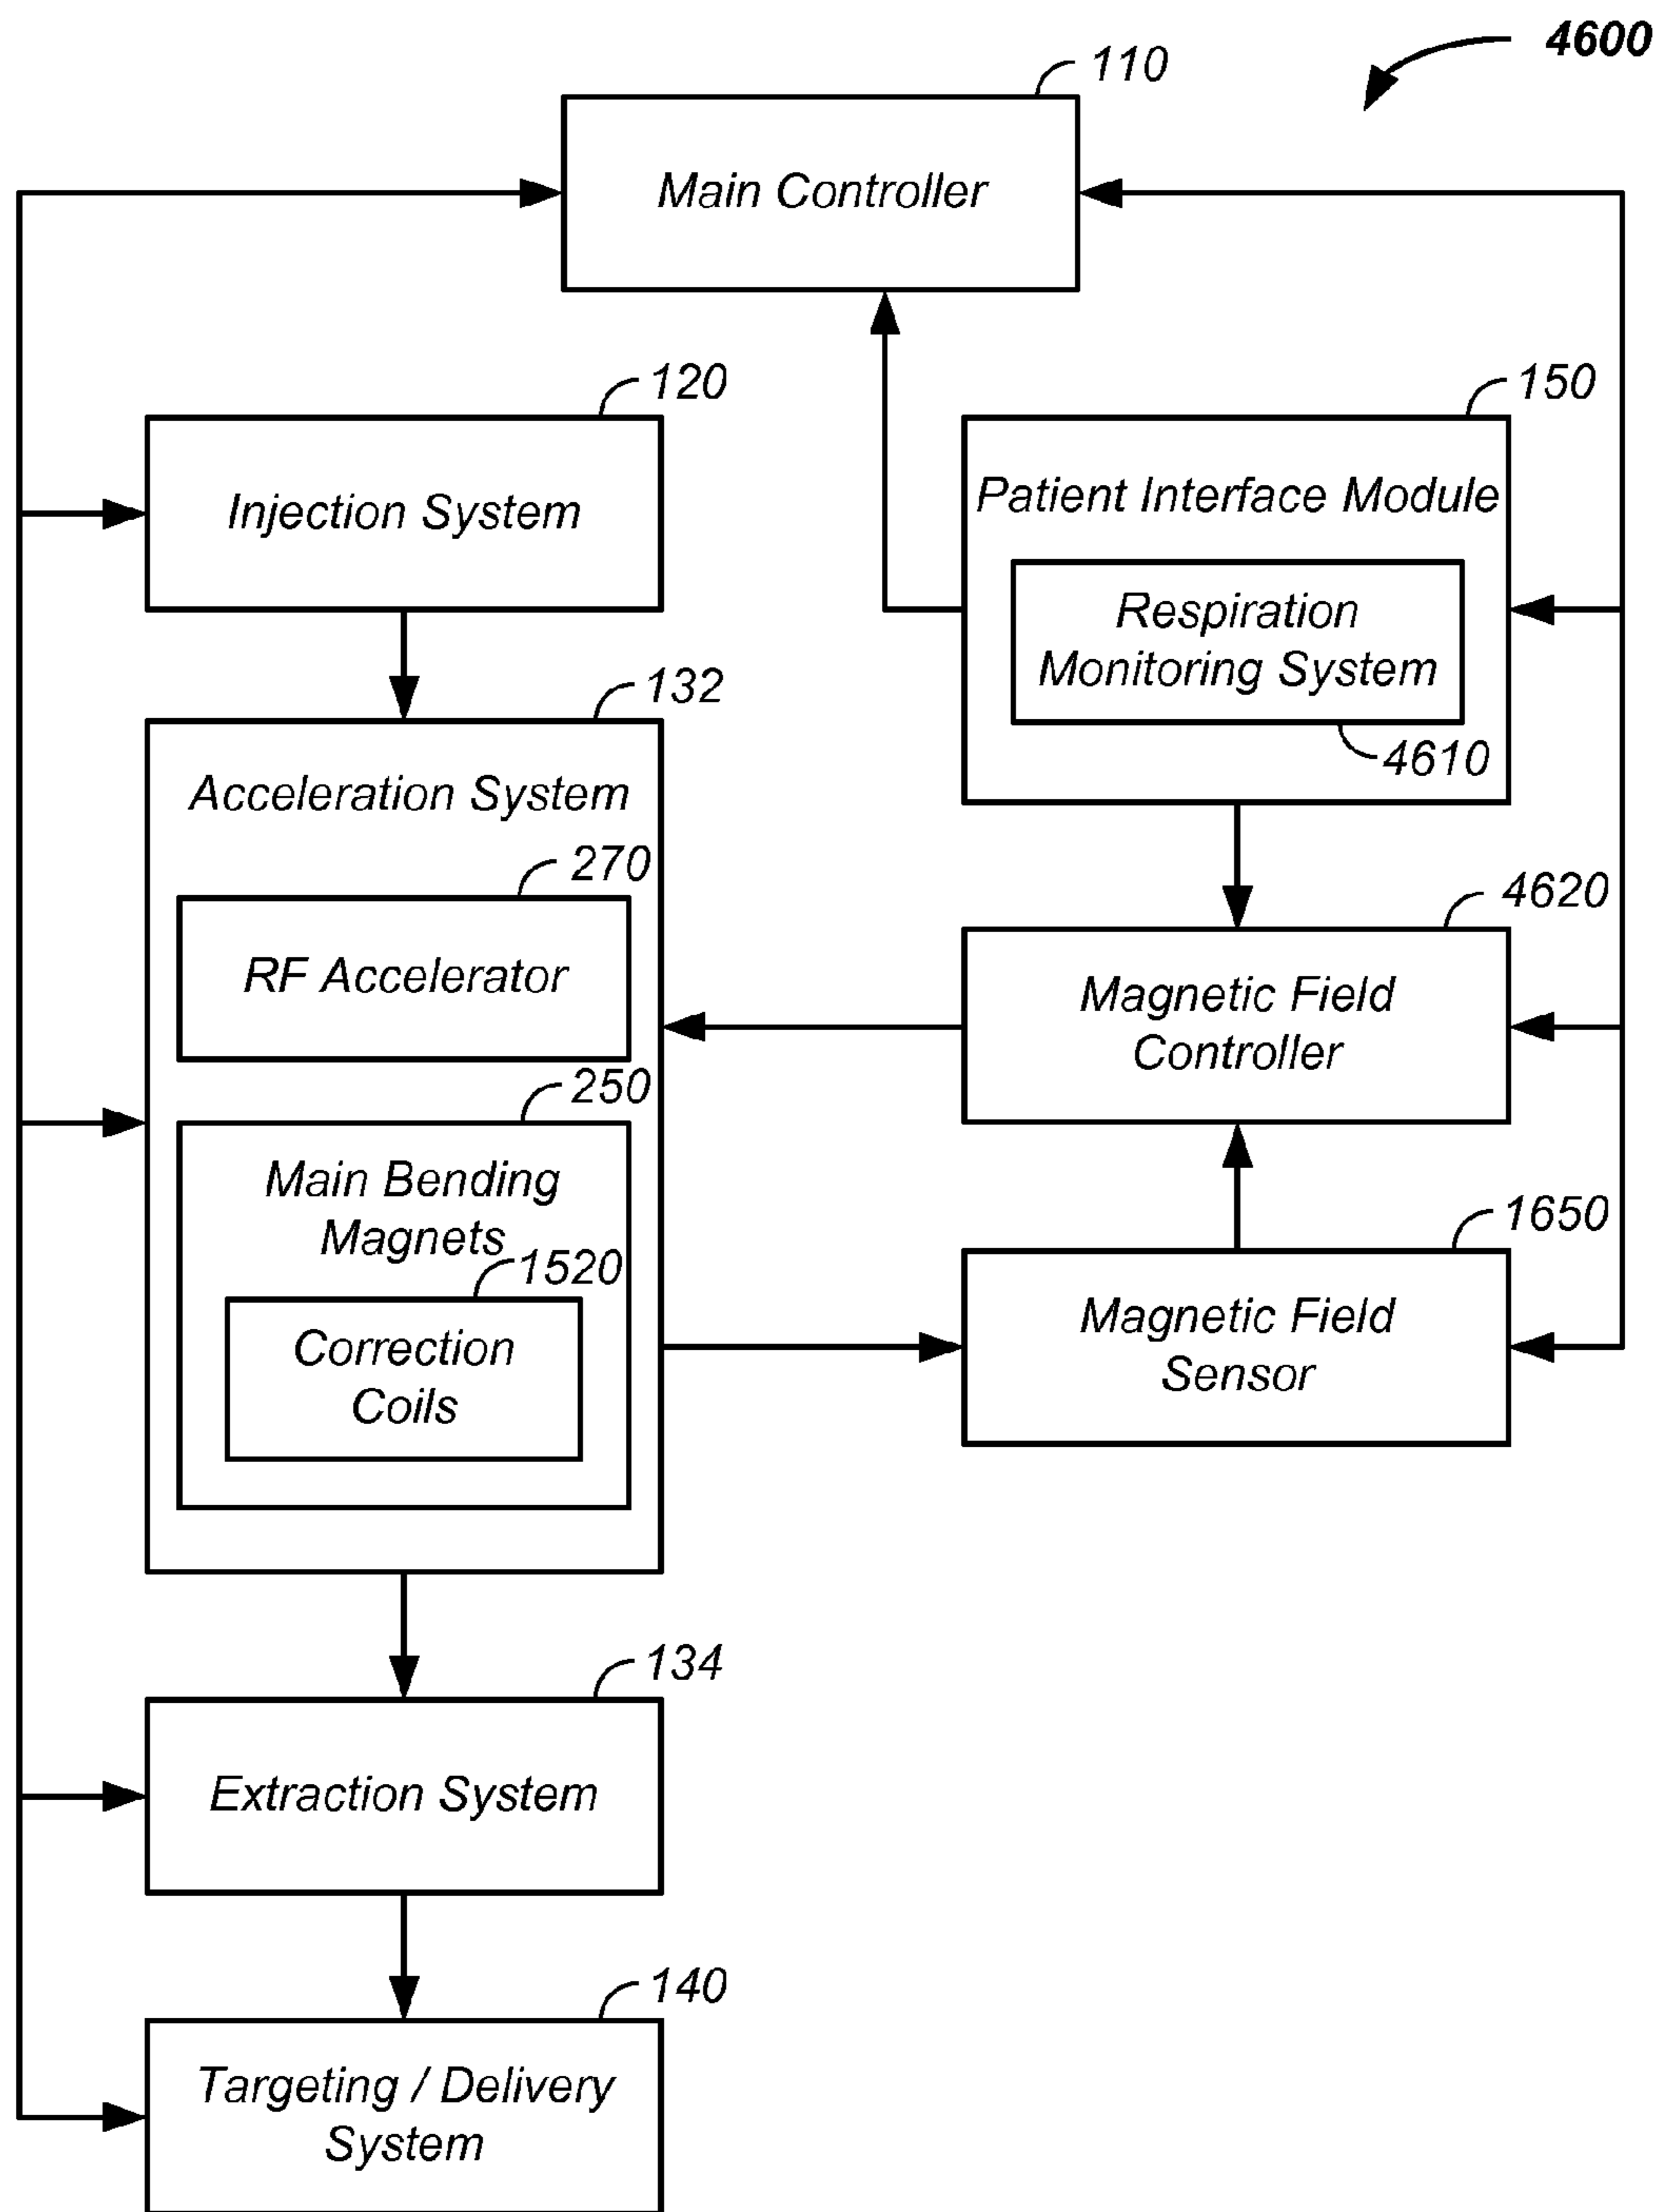 4600
110
Main Controller
120
Injection System
150
Patient Interface Module
Respiration
Monitoring System
4610
132
Acceleration System
270
RF Accelerator
250
Main Bending
Magnets
1520
Correction
Coils
4620
Magnetic Field
Controller
1650
Magnetic Field
Sensor
134
Extraction System
140
Targeting / Delivery
System